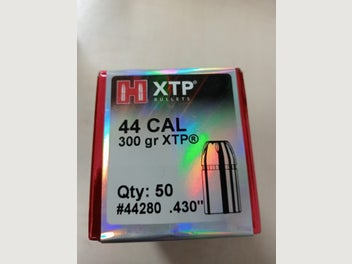 H XTP®
BULLETS
44 CAL
300 gr XTP®
Qty: 50
#44280 .430"